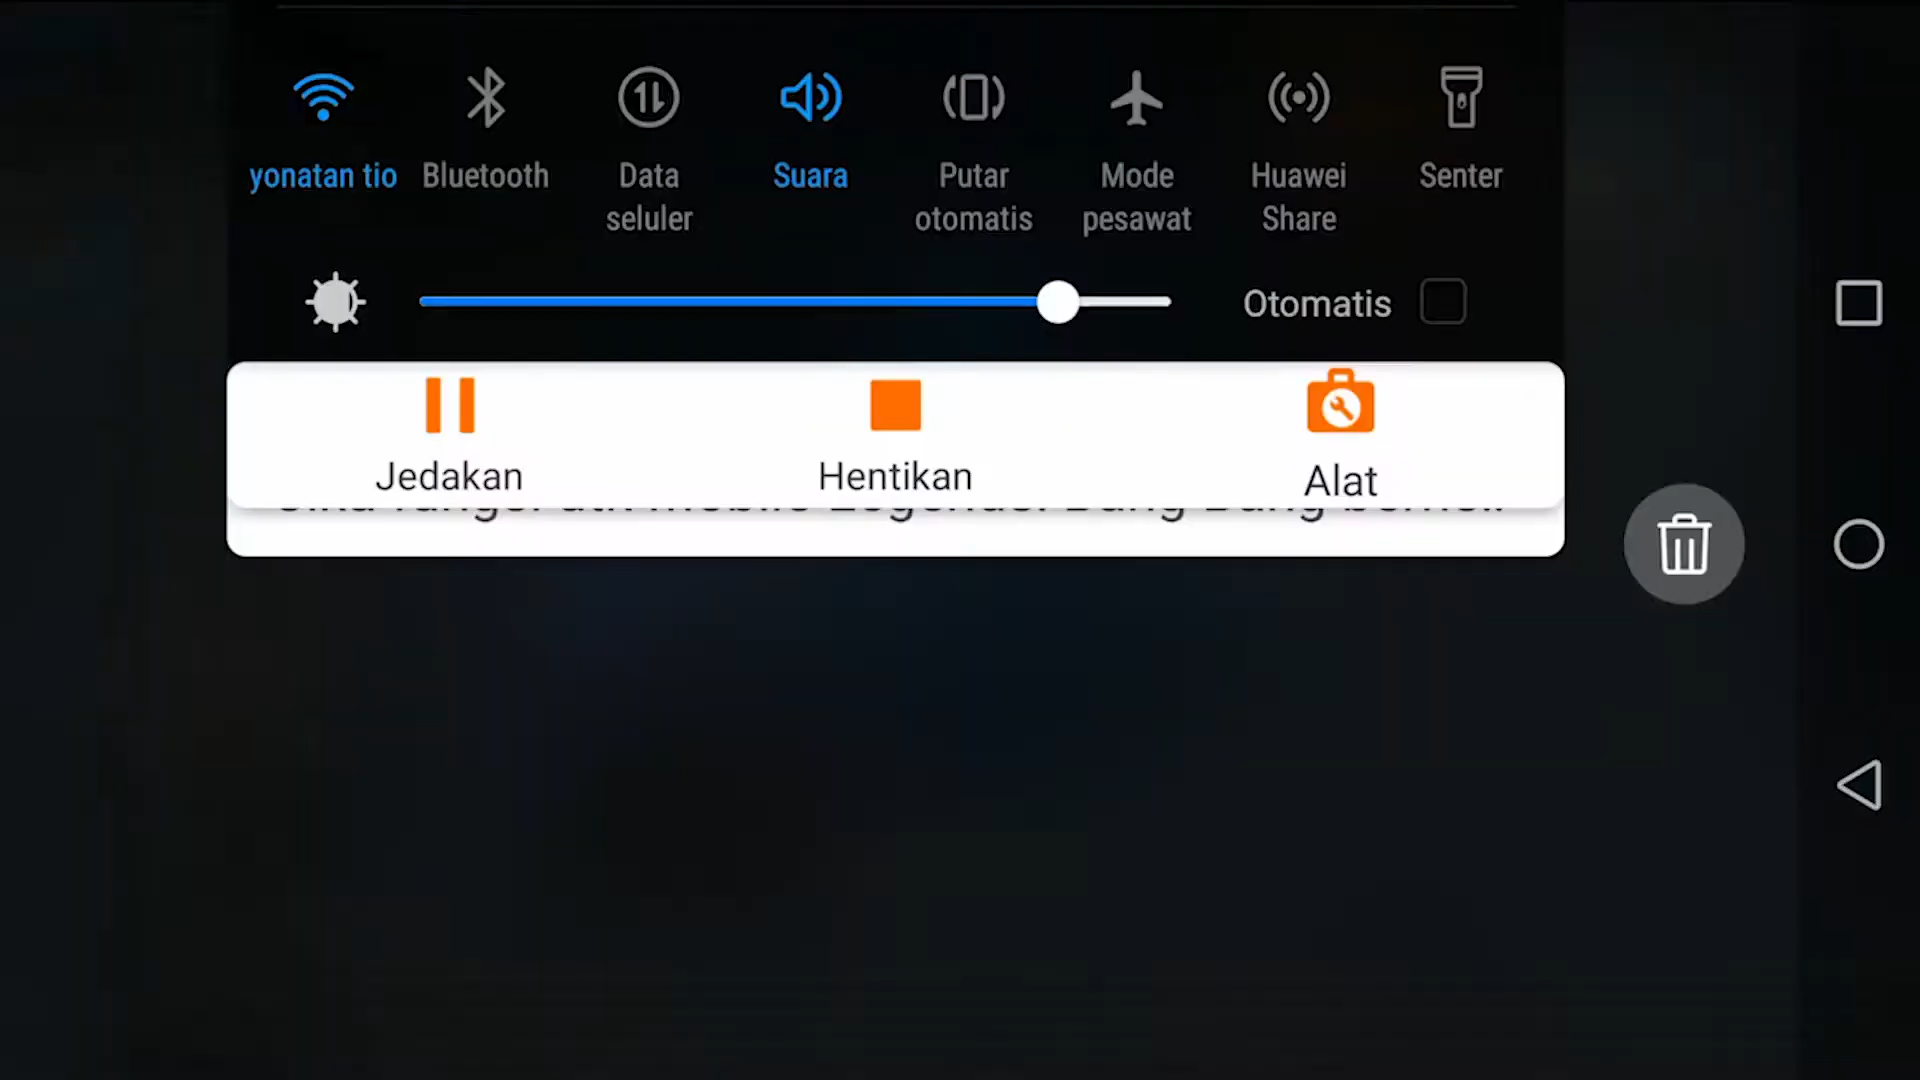 yonatan tio
Bluetooth
Data
seluler
Suara
Putar
otomatis
Mode
pesawat
Huawei
Share
Senter
Otomatis
Jedakan
Hentikan
Alat